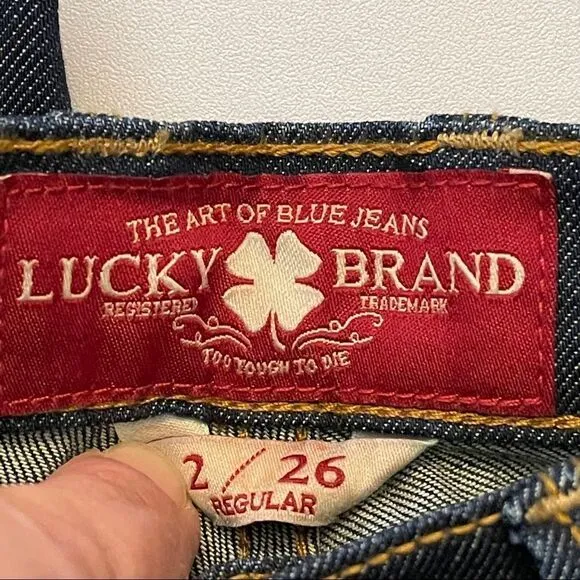 THE ART OF BLUE JEANS
LUCKY BRAND
REGISTERED TRADEMARK
TOO TOUGH TO DIE
2 / 26
REGULAR